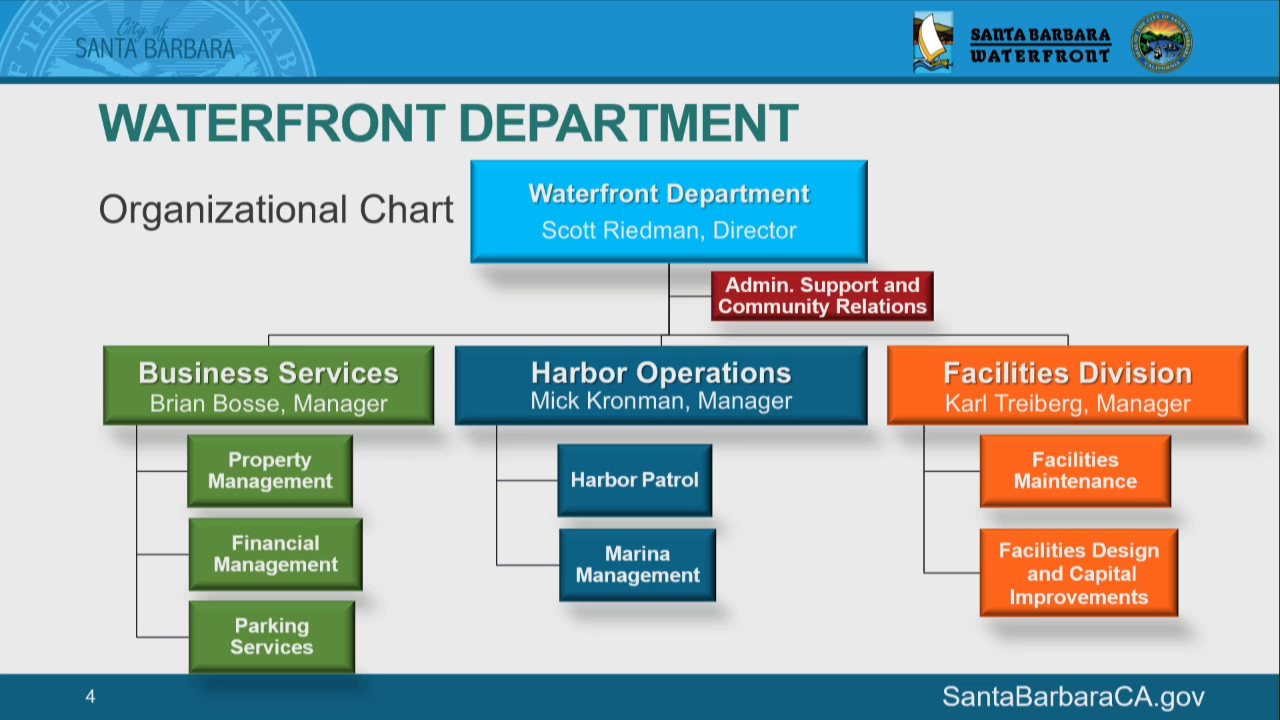 City of
SANTA BARBARA
SANTA BARBARA
WATERFRONT
WATERFRONT DEPARTMENT
Organizational Chart
Waterfront Department
Scott Riedman, Director
Admin. Support and
Community Relations
Business Services
Brian Bosse, Manager
Harbor Operations
Mick Kronman, Manager
Facilities Division
Karl Treiberg, Manager
Property
Management
Financial
Management
Parking
Services
Harbor Patrol
Marina
Management
Facilities
Maintenance
Facilities Design
and Capital
Improvements
4
SantaBarbaraCA.gov